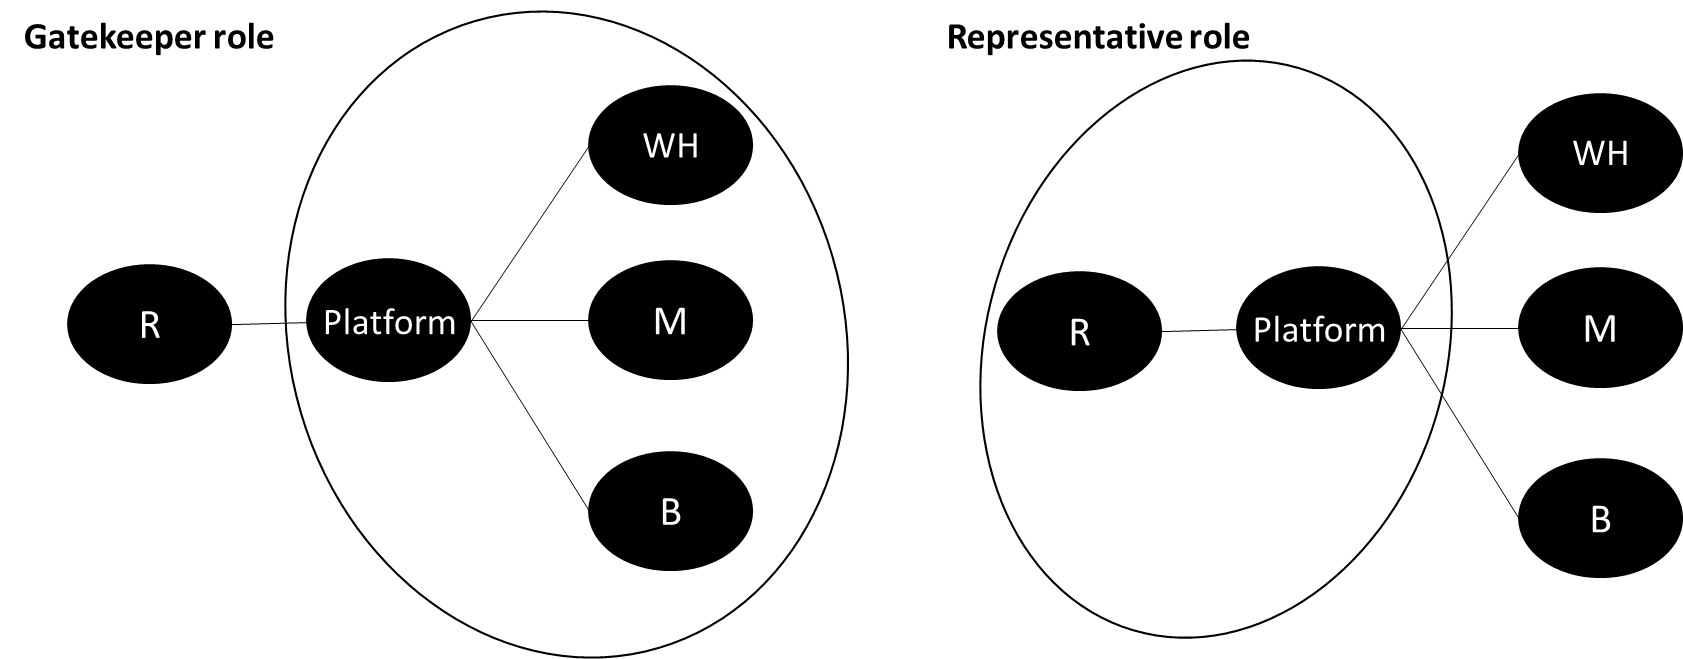 Gatekeeper role
WH
R
Platform
M
B
Representative role
WH
R
Platform
M
B